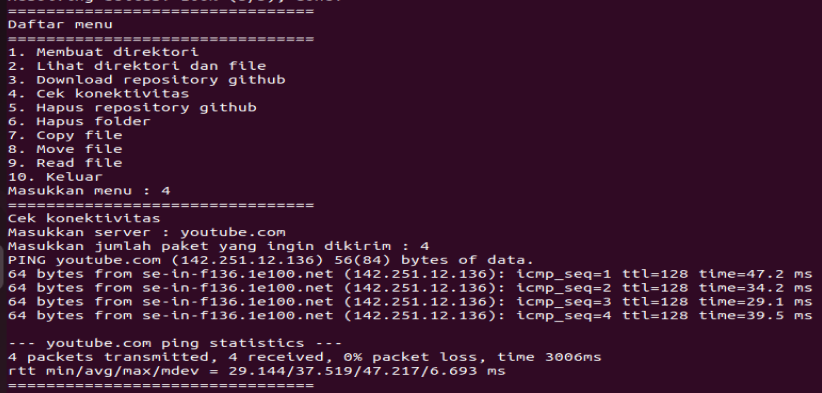 ================================
Daftar menu
================================
1. Membuat direktori
2. Lihat direktori dan file
3. Download repository github
4. Cek konektivitas
5. Hapus repository github
6. Hapus folder
7. Copy file
8. Move file
9. Read file
10. Keluar
Masukkan menu : 4
================================
Cek konektivitas
Masukkan server : youtube.com
Masukkan jumlah paket yang ingin dikirim : 4
PING youtube.com (142.251.12.136) 56(84) bytes of data.
64 bytes from se-in-f136.1e100.net (142.251.12.136): icmp_seq=1 ttl=128 time=47.2 ms
64 bytes from se-in-f136.1e100.net (142.251.12.136): icmp_seq=2 ttl=128 time=34.2 ms
64 bytes from se-in-f136.1e100.net (142.251.12.136): icmp_seq=3 ttl=128 time=29.1 ms
64 bytes from se-in-f136.1e100.net (142.251.12.136): icmp_seq=4 ttl=128 time=39.5 ms

--- youtube.com ping statistics ---
4 packets transmitted, 4 received, 0% packet loss, time 3006ms
rtt min/avg/max/mdev = 29.144/37.519/47.217/6.693 ms
================================